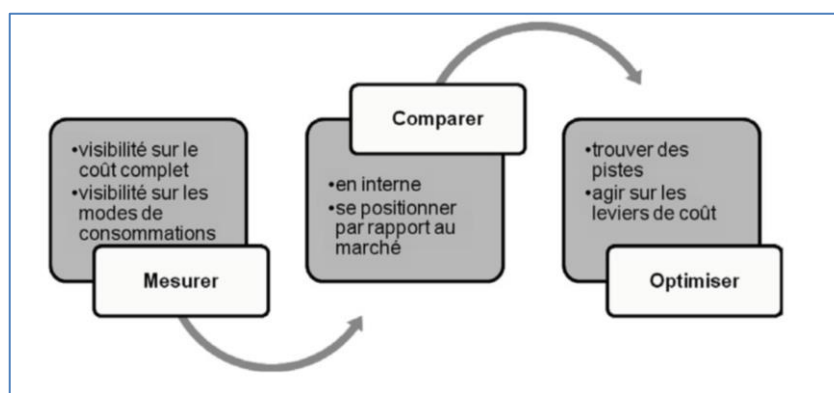 •visibilité sur le
coût complet
•visibilité sur les
modes de
consommations
Mesurer
Comparer
•en interne
•se positionner
par rapport au
marché
•trouver des
pistes
•agir sur les
leviers de coût
Optimiser